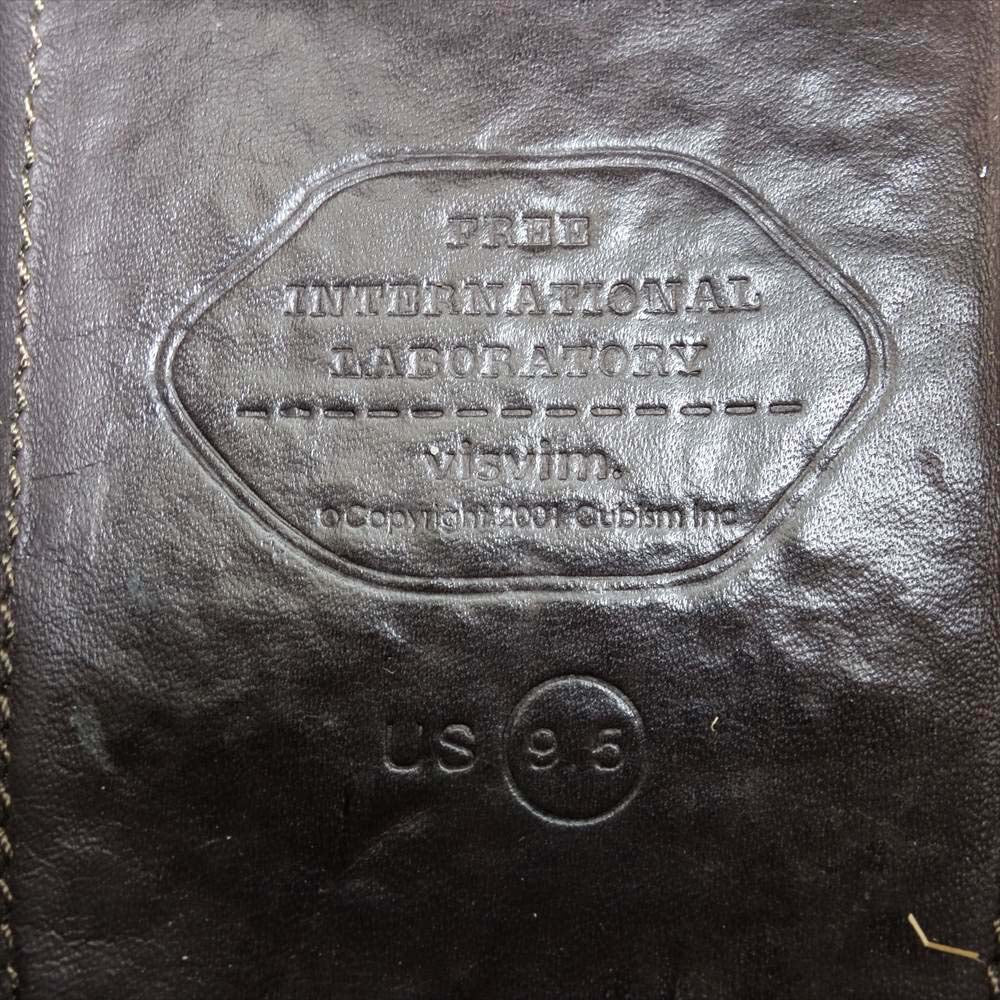 FREE
INTERNATIONAL
LABORATORY
visvim.
©Copyright 2001 Cubism Inc
US 9.5